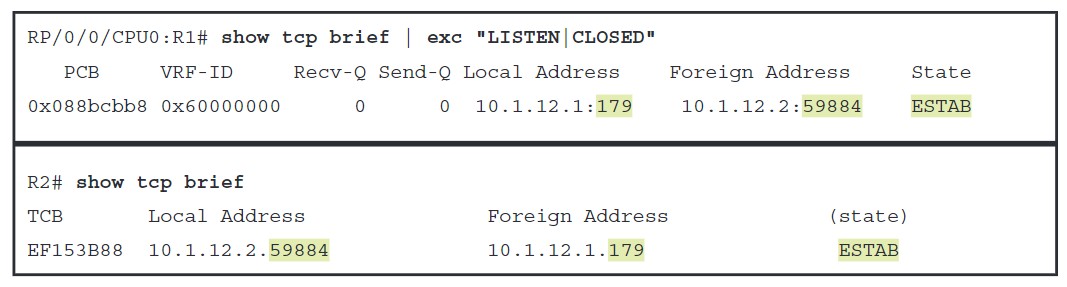 RP/0/0/CPU0:R1# show tcp brief | exc "LISTEN|CLOSED"
PCB VRF-ID Recv-Q Send-Q Local Address Foreign Address State
0x088bcbb8 0x60000000 0 0 10.1.12.1:179 10.1.12.2:59884 ESTAB
R2# show tcp brief
TCB Local Address Foreign Address (state)
EF153B88 10.1.12.2.59884 10.1.12.1.179 ESTAB